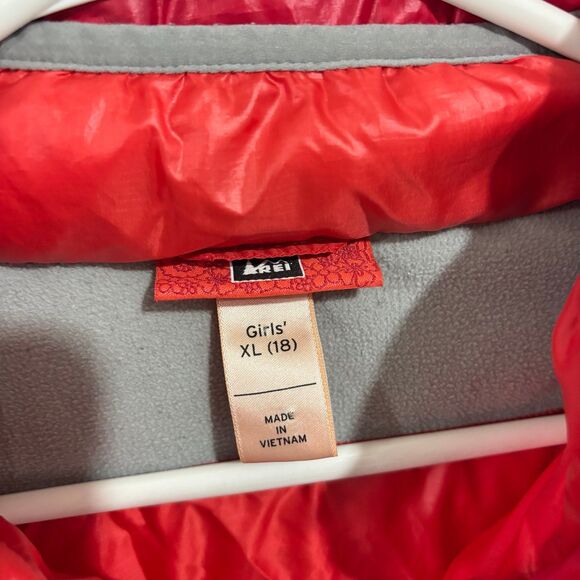 REI
Girls'
XL (18)
MADE
IN
VIETNAM